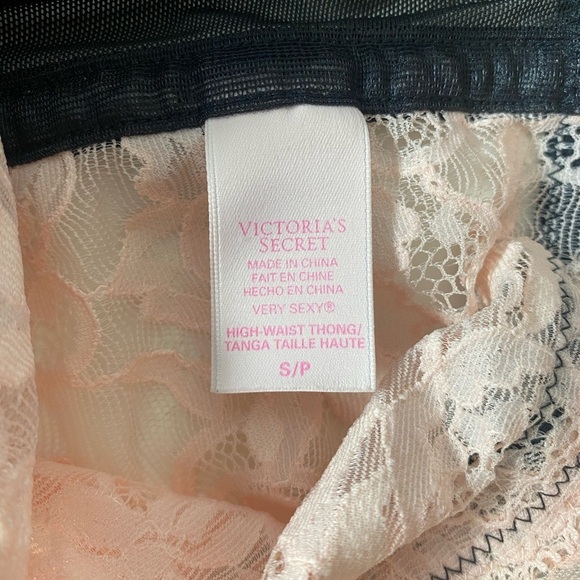 VICTORIA'S
SECRET
MADE IN CHINA
FAIT EN CHINE
HECHO EN CHINA
VERY SEXY®
HIGH-WAIST THONG/
TANGA TAILLE HAUTE
S/P